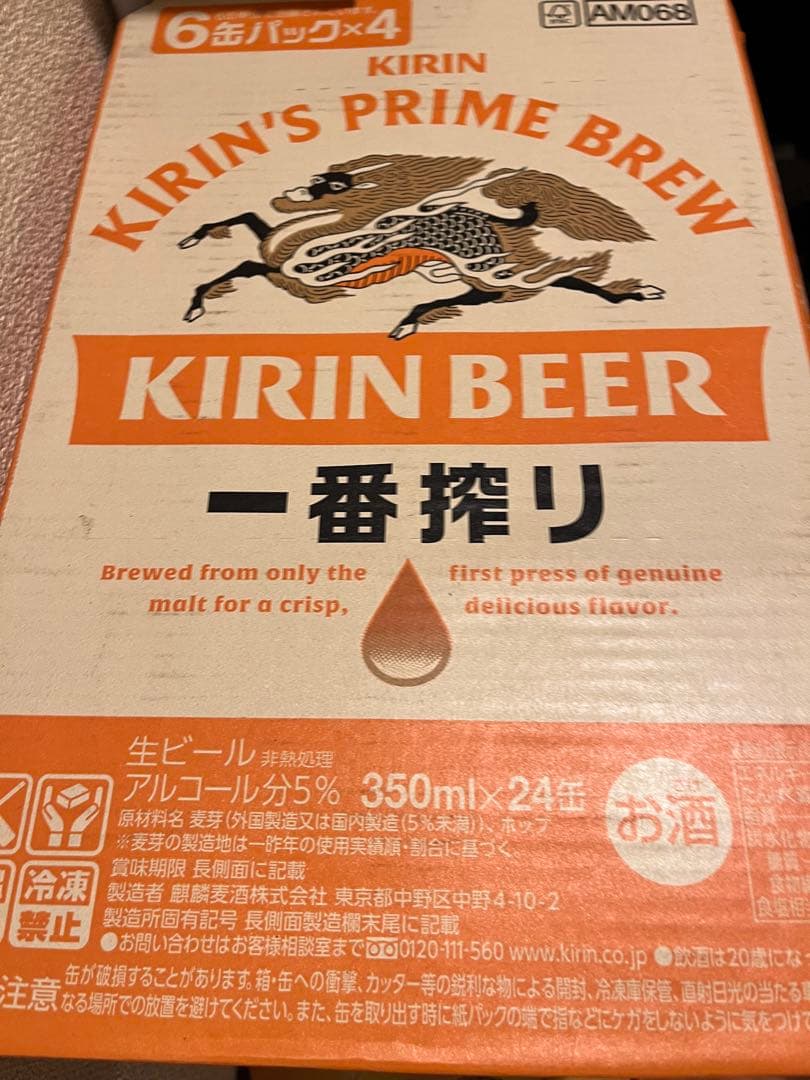 6缶パック×4
AM068
KIRIN
KIRIN'S PRIME BREW
KIRIN BEER
一番搾り
Brewed from only the first press of genuine
malt for a crisp, delicious flavor.
生ビール 非熱処理
アルコール分5% 350ml×24缶
お酒
原材料名 麦芽(外国製造又は国内製造(5%未満))、ホップ
※麦芽の製造地は一昨年の使用実績順・割合に基づく。
賞味期限 長側面に記載
冷凍
禁止
製造者 麒麟麦酒株式会社 東京都中野区中野4-10-2
製造所固有記号 長側面製造欄末尾に記載
●お問い合わせはお客様相談室まで 0120-111-560 www.kirin.co.jp ●飲酒は20歳にな
注意
缶が破損することがあります。箱・缶への衝撃、カッター等の鋭利な物による開封、冷凍庫保管、直射日光の当たる
なる場所での放置を避けてください。また、缶を取り出す時に紙パックの端で指などにケガをしないように気をつけて